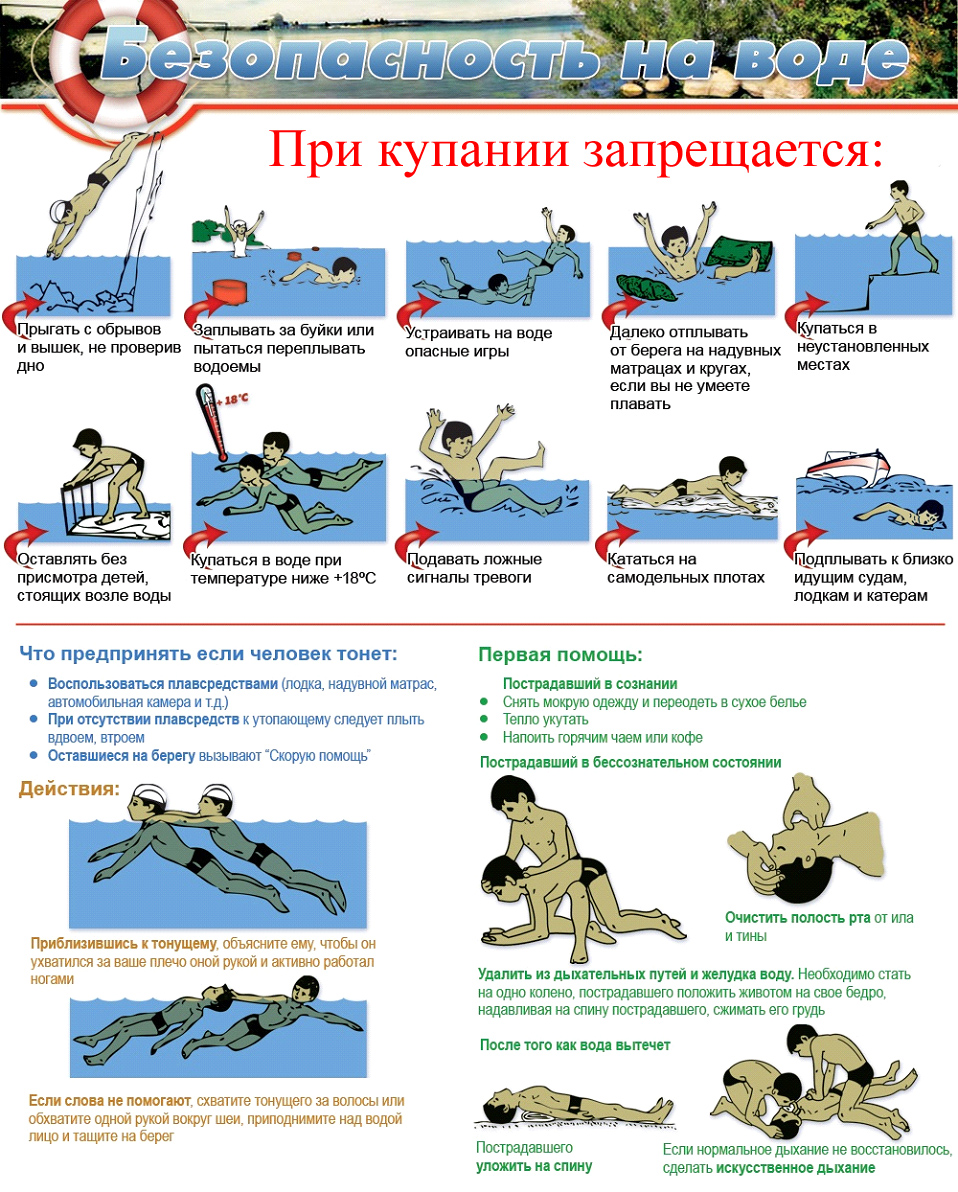 Безопасность на воде
При купании запрещается:
Прыгать с обрывов
и вышек, не проверив
дно
Заплывать за буйки или
пытаться переплывать
водоемы
Устраивать на воде
опасные игры
Далеко отплывать
от берега на надувных
матрацах и кругах,
если вы не умеете
плавать
Купаться в
неустановленных
местах
+ 18°C
Оставлять без
присмотра детей,
стоящих возле воды
Купаться в воде при
температуре ниже +18ºС
Подавать ложные
сигналы тревоги
Кататься на
самодельных плотах
Подплывать к близко
идущим судам,
лодкам и катерам
Что предпринять если человек тонет:
● Воспользоваться плавсредствами (лодка, надувной матрас,
автомобильная камера и т.д.)
● При отсутствии плавсредств к утопающему следует плыть
вдвоем, втроем
● Оставшиеся на берегу вызывают “Скорую помощь”
Действия:
Приблизившись к тонущему, объясните ему, чтобы он
ухватился за ваше плечо оной рукой и активно работал
ногами
Если слова не помогают, схватите тонущего за волосы или
обхватите одной рукой вокруг шеи, приподнимите над водой
лицо и тащите на берег
Первая помощь:
Пострадавший в сознании
● Снять мокрую одежду и переодеть в сухое белье
● Тепло укутать
● Напоить горячим чаем или кофе
Пострадавший в бессознательном состоянии
Очистить полость рта от ила
и тины
Удалить из дыхательных путей и желудка воду. Необходимо стать
на одно колено, пострадавшего положить животом на свое бедро,
надавливая на спину пострадавшего, сжимать его грудь
После того как вода вытечет
Пострадавшего
уложить на спину
Если нормальное дыхание не восстановилось,
сделать искусственное дыхание